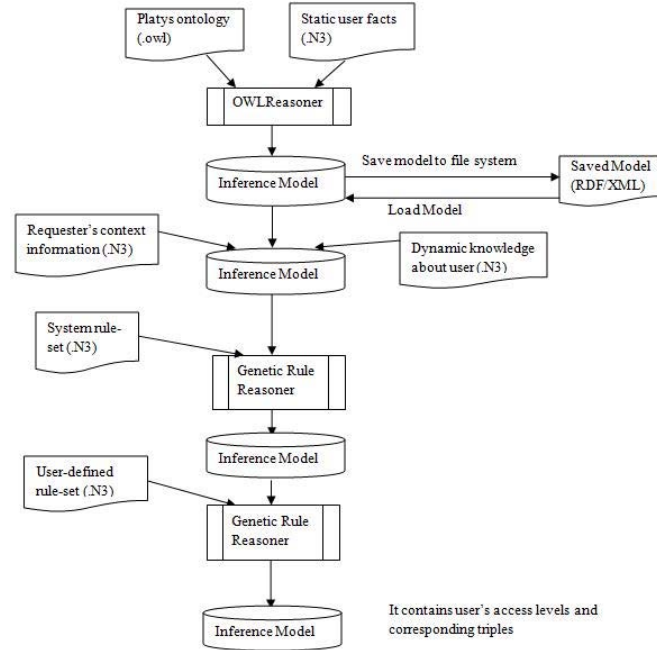 Platys ontology
(.owl)
Static user facts
(.N3)
OWLReasoner
Inference Model
Save model to file system
Load Model
Saved Model
(RDF/XML)
Requester's context
information (.N3)
Inference Model
Dynamic knowledge
about user (.N3)
System rule-
set (.N3)
Genetic Rule
Reasoner
Inference Model
User-defined
rule-set (.N3)
Genetic Rule
Reasoner
Inference Model
It contains user's access levels and
corresponding triples